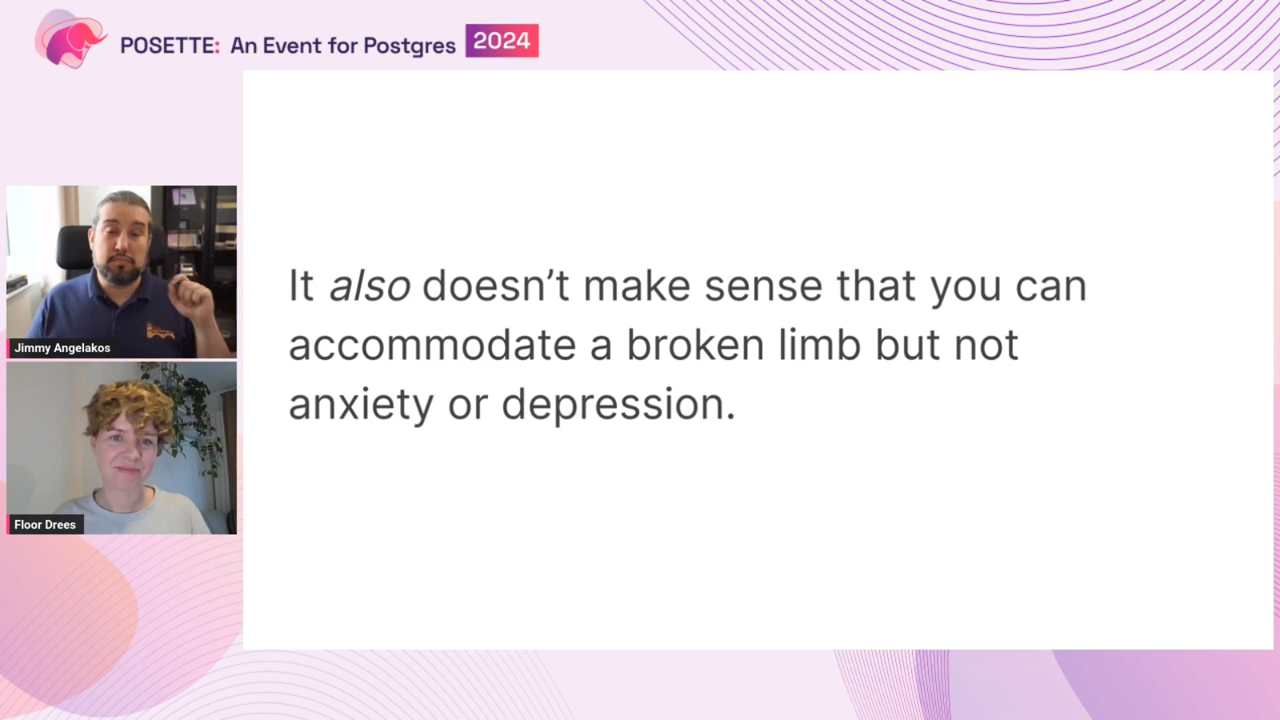 POSETTE: An Event for Postgres 2024
Jimmy Angelakos
Floor Drees
It also doesn’t make sense that you can
accommodate a broken limb but not
anxiety or depression.